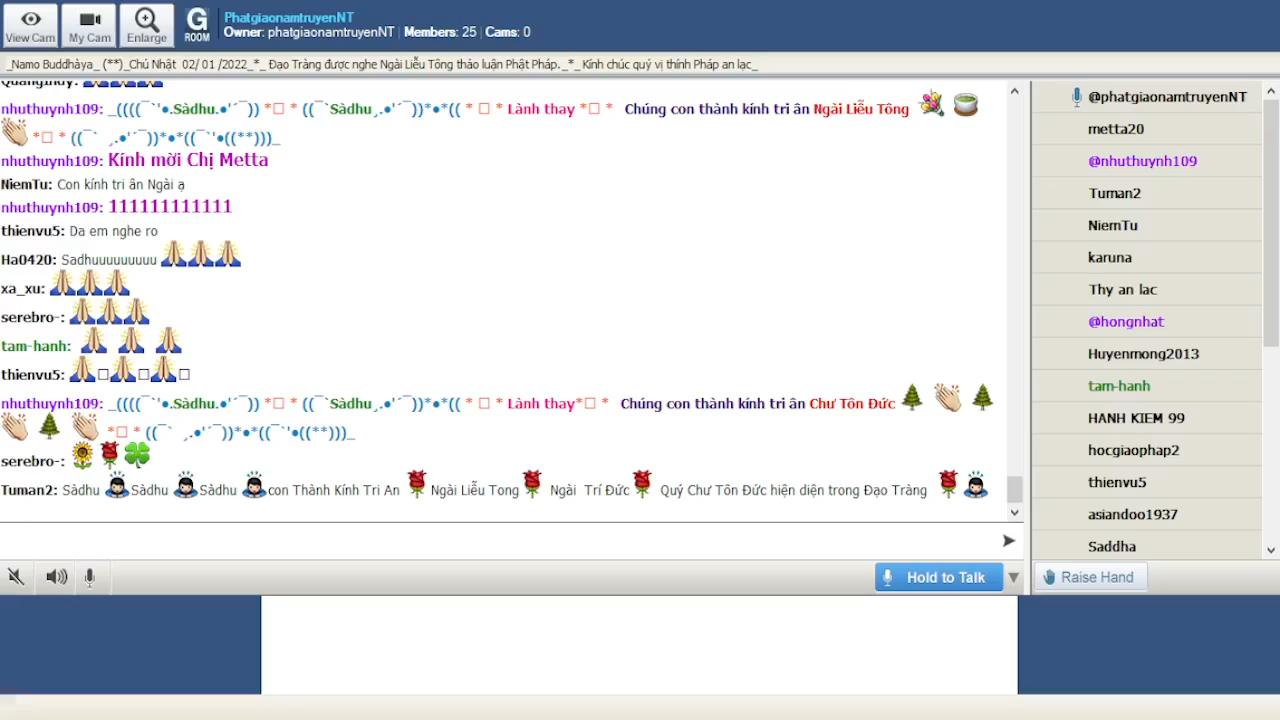 View Cam
My Cam
Enlarge
G
ROOM
PhatgiaonamtruyenNT
Owner: phatgiaonamtruyenNT | Members: 25 | Cams: 0
_Namo Buddhàya_ (**)_Chủ Nhật 02/ 01 /2022_*_ Đạo Tràng được nghe Ngài Liễu Tông thảo luận Phật Pháp._*_ Kính chúc quý vị thính Pháp an lạc_
nhuthuynh109: _((((¯`'•.Sàdhu.•'´¯)) *□ * ((¯`Sàdhu¸.•'´¯))*•*(( * □ * Lành thay *□ * Chúng con thành kính tri ân Ngài Liễu Tông
*□ * ((¯` ¸.•'´¯))*•*((¯`'•((**)))_
nhuthuynh109: Kính mời Chị Metta
NiemTu: Con kính tri ân Ngài ạ
nhuthuynh109: 111111111111
thienvu5: Da em nghe ro
Ha0420: Sadhuuuuuuuuu 🙏🙏🙏
xa_xu: 🙏🙏🙏
serebro-: 🙏🙏🙏
tam-hanh: 🙏 🙏 🙏
thienvu5: 🙏□🙏□🙏□
nhuthuynh109: _((((¯`'•.Sàdhu.•'´¯)) *□ * ((¯`Sàdhu¸.•'´¯))*•*(( * □ * Lành thay*□ * Chúng con thành kính tri ân Chư Tôn Đức 🌲 👏 🌲
👏 🌲 👏 *□ * ((¯` ¸.•'´¯))*•*((¯`'•((**)))_
serebro-: 🌻🌹🍀
Tuman2: Sàdhu 🙇Sàdhu 🙇Sàdhu 🙇con Thành Kính Tri An 🌹Ngài Liễu Tong🌹 Ngài Trí Đức🌹 Quý Chư Tôn Đức hiện diện trong Đạo Tràng 🌹🙇
@phatgiaonamtruyenNT
metta20
@nhuthuynh109
Tuman2
NiemTu
karuna
Thy an lac
@hongnhat
Huyenmong2013
tam-hanh
HANH KIEM 99
hocgiaophap2
thienvu5
asiandoo1937
Saddha
Hold to Talk
Raise Hand